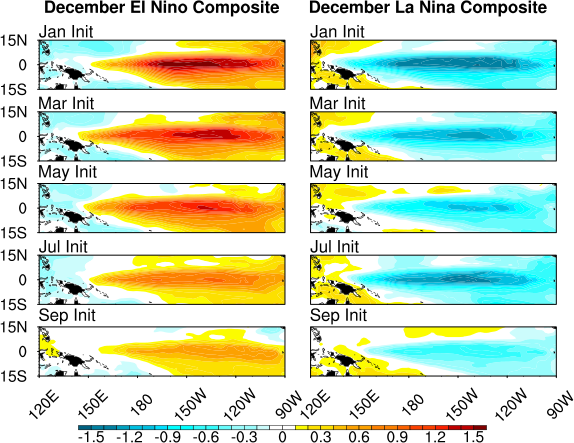 December El Nino Composite
December La Nina Composite
Jan Init
Jan Init
15N
0
15S
Mar Init
Mar Init
15N
0
15S
May Init
May Init
15N
0
15S
Jul Init
Jul Init
15N
0
15S
Sep Init
Sep Init
15N
0
15S
120E 150E 180 150W 120W 90W
120E 150E 180 150W 120W 90W
-1.5 -1.2 -0.9 -0.6 -0.3 0 0.3 0.6 0.9 1.2 1.5